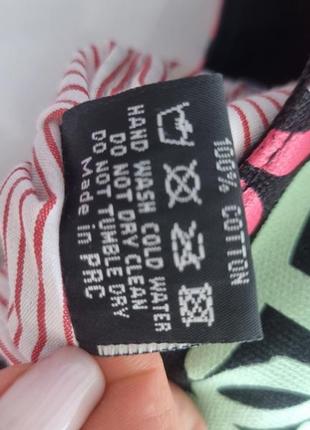 100% COTTON
HAND WASH COLD WATER
DO NOT DRY CLEAN
DO NOT TUMBLE DRY
Made in PRC